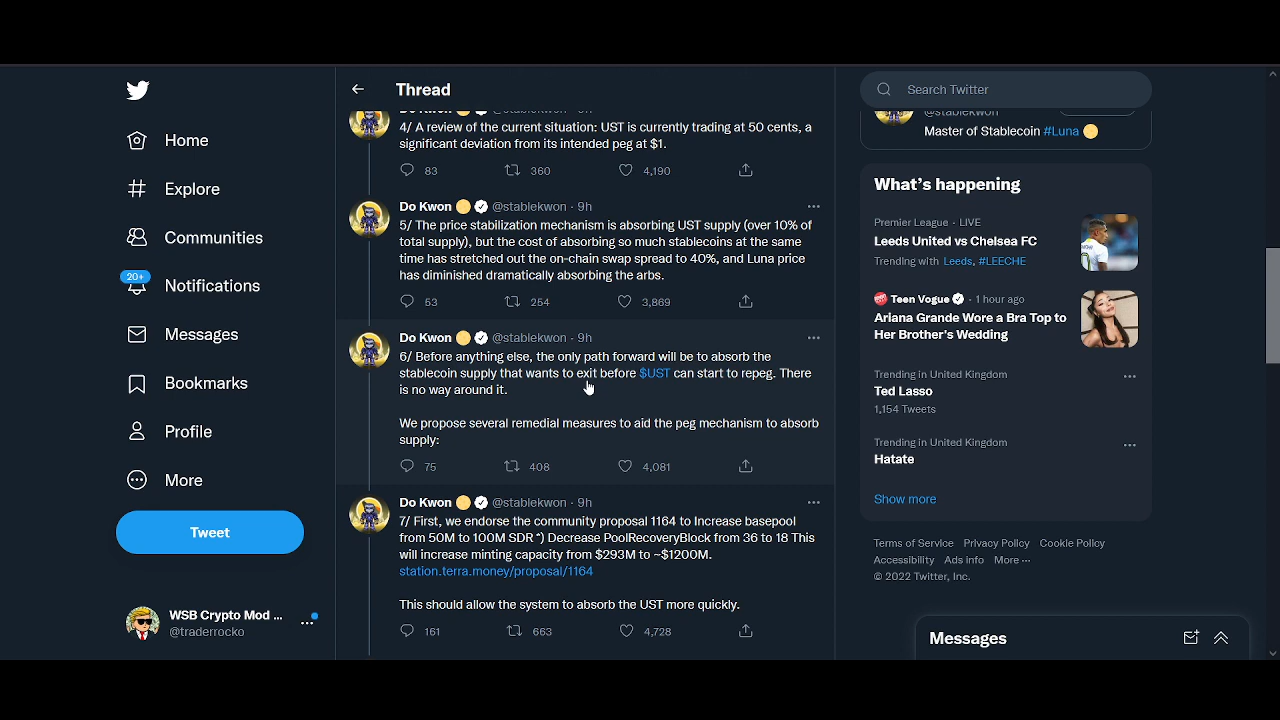 Home
Explore
Communities
20+
Notifications
Messages
Bookmarks
Profile
More
Tweet
WSB Crypto Mod ...
@traderrocko
Thread
Do Kwon @stablekwon · 9h
4/ A review of the current situation: UST is currently trading at 50 cents, a
significant deviation from its intended peg at $1.
83 360 4,190
Do Kwon @stablekwon · 9h
5/ The price stabilization mechanism is absorbing UST supply (over 10% of
total supply), but the cost of absorbing so much stablecoins at the same
time has stretched out the on-chain swap spread to 40%, and Luna price
has diminished dramatically absorbing the arbs.
53 254 3,869
Do Kwon @stablekwon · 9h
6/ Before anything else, the only path forward will be to absorb the
stablecoin supply that wants to exit before $UST can start to repeg. There
is no way around it.
We propose several remedial measures to aid the peg mechanism to absorb
supply:
75 408 4,081
Do Kwon @stablekwon · 9h
7/ First, we endorse the community proposal 1164 to Increase basepool
from 50M to 100M SDR *) Decrease PoolRecoveryBlock from 36 to 18 This
will increase minting capacity from $293M to ~$1200M.
station.terra.money/proposal/1164
This should allow the system to absorb the UST more quickly.
161 663 4,728
Search Twitter
@stablekwon
Master of Stablecoin #Luna
What's happening
Premier League · LIVE
Leeds United vs Chelsea FC
Trending with Leeds, #LEECHE
Teen Vogue · 1 hour ago
Ariana Grande Wore a Bra Top to
Her Brother's Wedding
Trending in United Kingdom
Ted Lasso
1,154 Tweets
Trending in United Kingdom
Hatate
Show more
Terms of Service Privacy Policy Cookie Policy
Accessibility Ads info More ···
© 2022 Twitter, Inc.
Messages